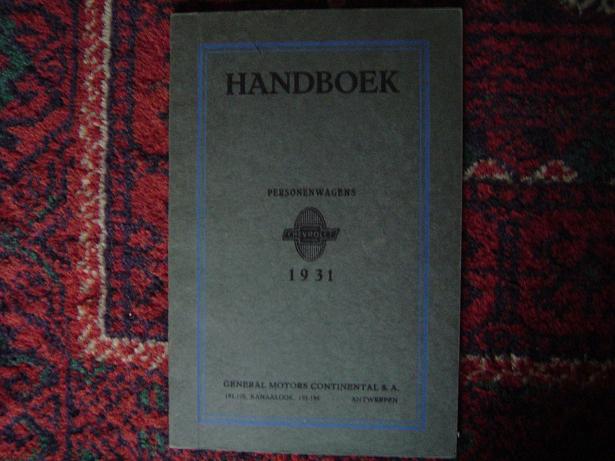 HANDBOEK
PERSONENWAGENS
CHEVROLET
1931
GENERAL MOTORS CONTINENTAL S. A.
KANAALDOK, ANTWERPEN